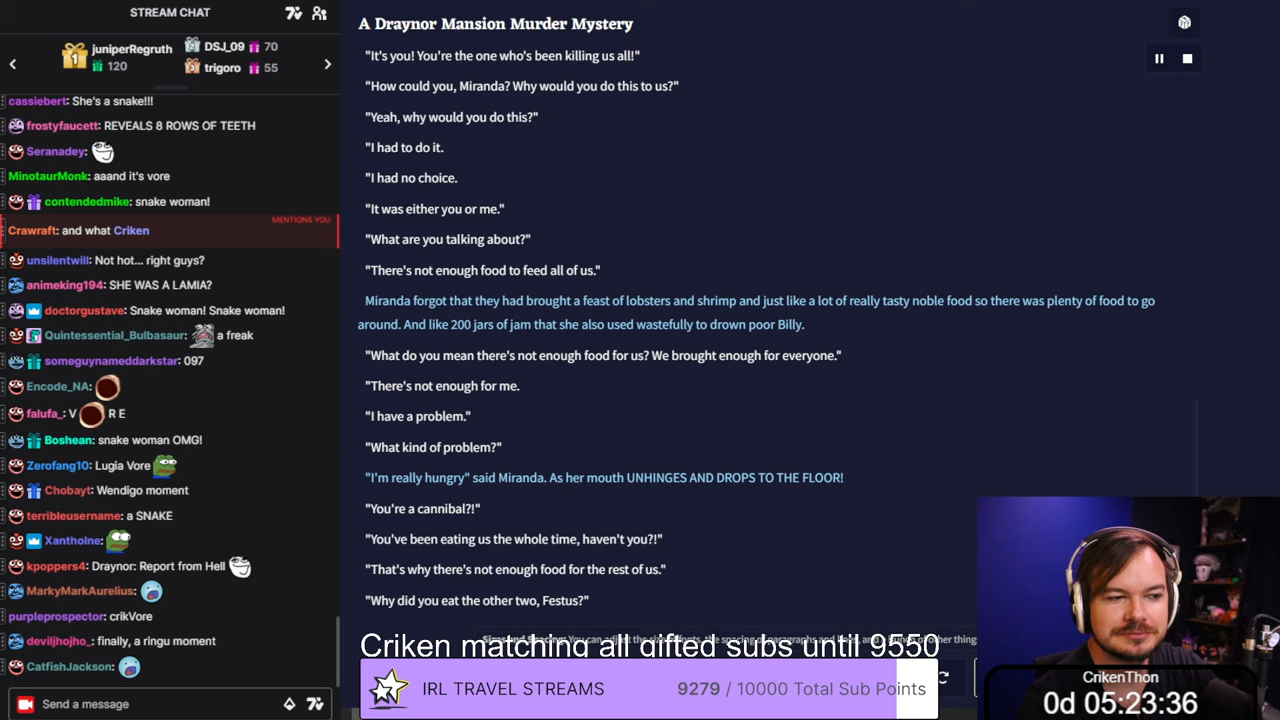 STREAM CHAT
juniperRegruth
120
DSJ_09 70
trigoro 55
cassiebert: She's a snake!!!
frostyfaucett: REVEALS 8 ROWS OF TEETH
Seranadey:
MinotaurMonk: aaand it's vore
contendedmike: snake woman!
MENTIONS YOU
Crawraft: and what Criken
unsilentwill: Not hot... right guys?
animeking194: SHE WAS A LAMIA?
doctorgustave: Snake woman! Snake woman!
Quintessential_Bulbasaur: a freak
someguynameddarkstar: 097
Encode_NA:
falufa_: V R E
Boshean: snake woman OMG!
Zerofang10: Lugia Vore
Chobayt: Wendigo moment
terribleusername: a SNAKE
Xantholne:
kpoppers4: Draynor: Report from Hell
MarkyMarkAurelius:
purpleprospector: crikVore
deviljhojho_: finally, a ringu moment
CatfishJackson:
Send a message
A Draynor Mansion Murder Mystery
"It's you! You're the one who's been killing us all!"
"How could you, Miranda? Why would you do this to us?"
"Yeah, why would you do this?"
"I had to do it.
"I had no choice.
"It was either you or me."
"What are you talking about?"
"There's not enough food to feed all of us."
Miranda forgot that they had brought a feast of lobsters and shrimp and just like a lot of really tasty noble food so there was plenty of food to go
around. And like 200 jars of jam that she also used wastefully to drown poor Billy.
"What do you mean there's not enough food for us? We brought enough for everyone."
"There's not enough for me.
"I have a problem."
"What kind of problem?"
"I'm really hungry" said Miranda. As her mouth UNHINGES AND DROPS TO THE FLOOR!
"You're a cannibal?!"
"You've been eating us the whole time, haven't you?!"
"That's why there's not enough food for the rest of us."
"Why did you eat the other two, Festus?"
Criken matching all gifted subs until 9550
IRL TRAVEL STREAMS 9279 / 10000 Total Sub Points
CrikenThon
0d 05:23:36